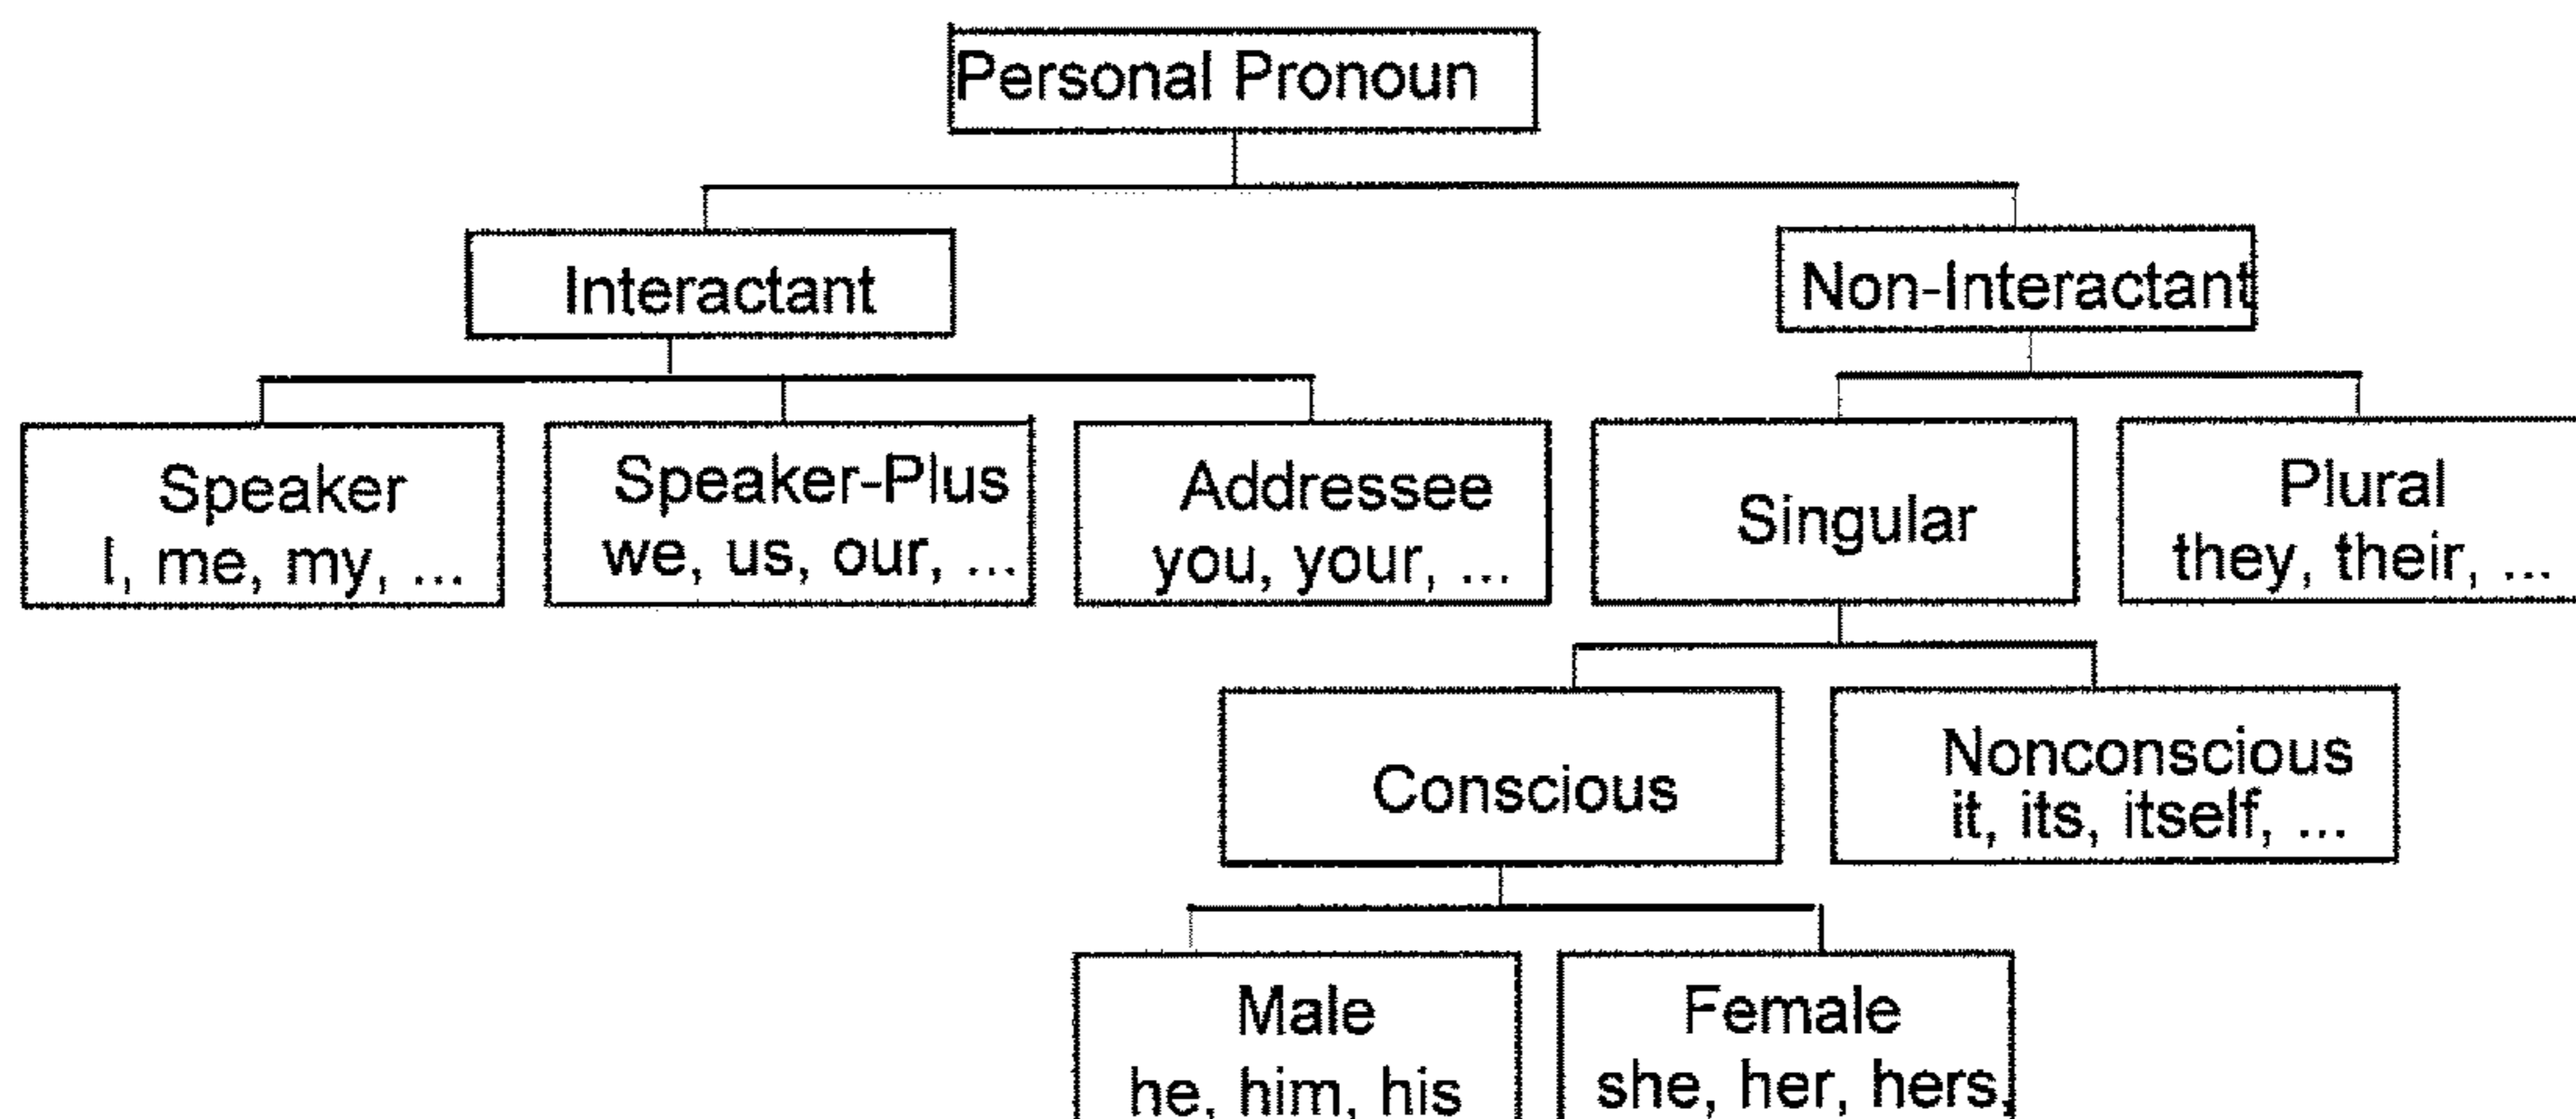 Personal Pronoun
Interactant
Non-Interactant
Speaker
I, me, my, ...
Speaker-Plus
we, us, our, ...
Addressee
you, your, ...
Singular
Plural
they, their, ...
Conscious
Nonconscious
it, its, itself, ...
Male
he, him, his
Female
she, her, hers,